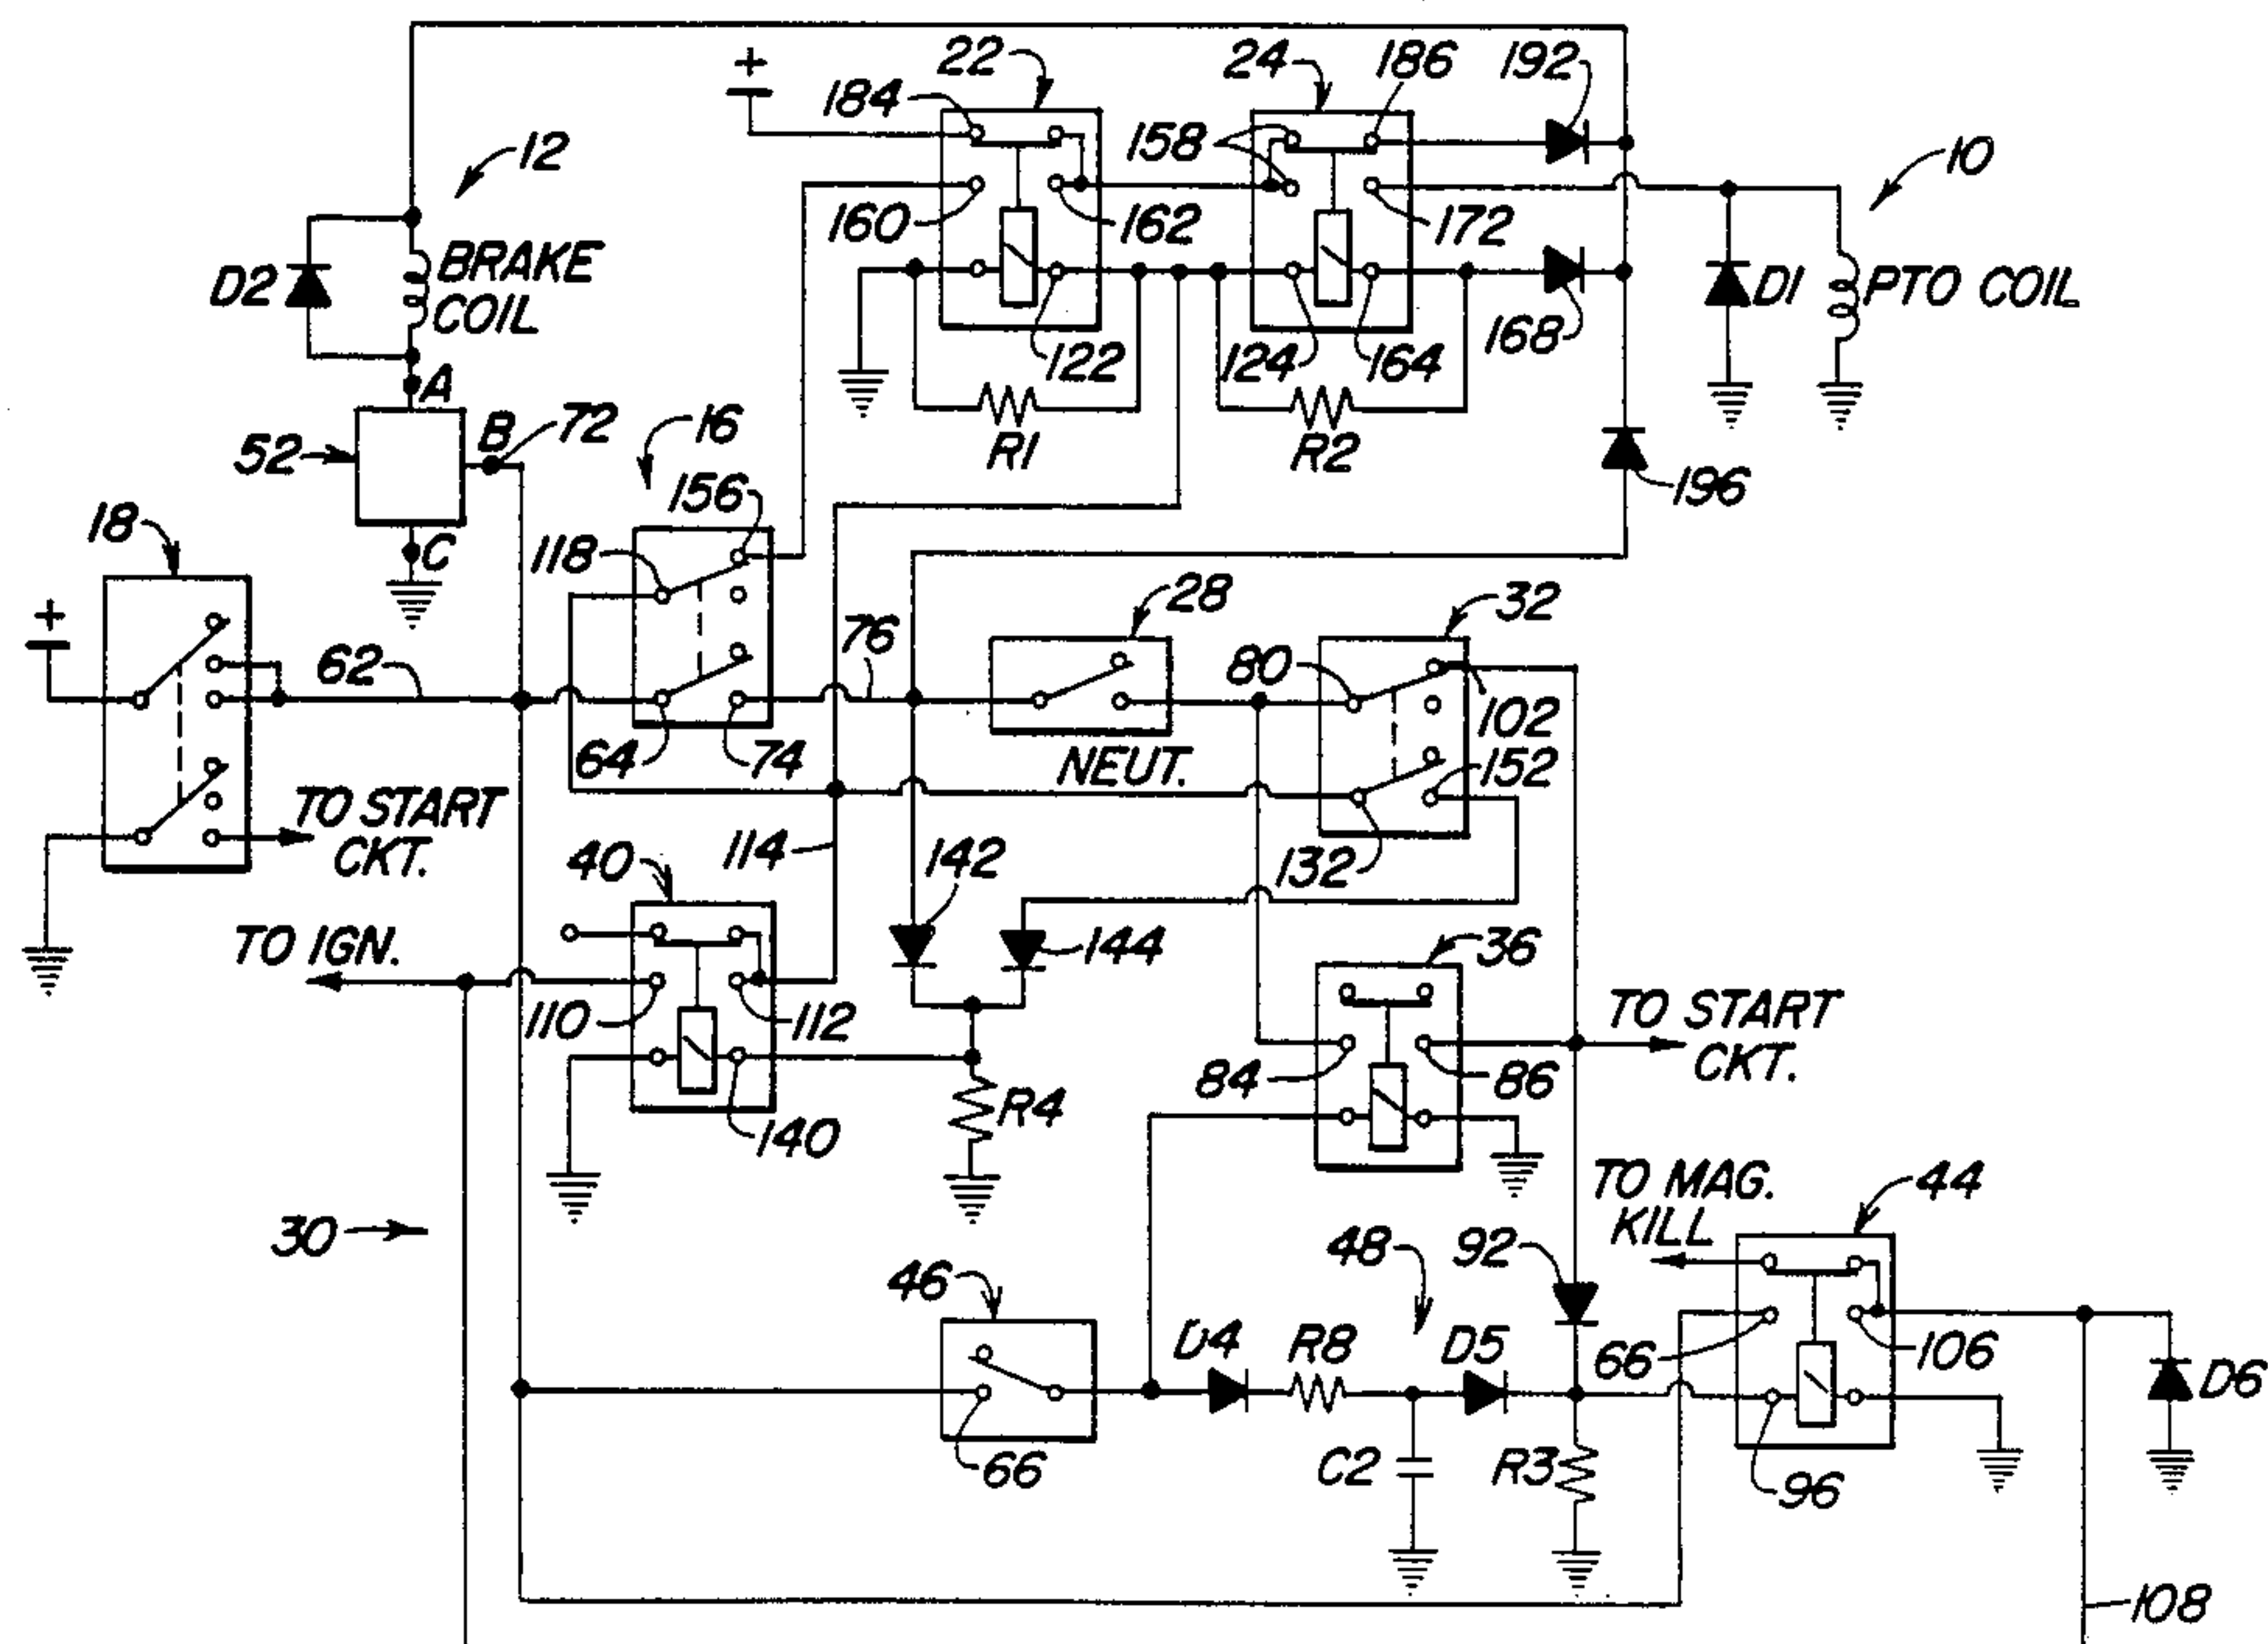 22
24
186
192
+
184
12
158
10
160
162
172
D2
BRAKE
COIL
D1
PTO COIL
122
124
164
168
A
16
B
72
R1
R2
52
156
196
18
C
118
28
32
+
62
76
80
102
64
74
NEUT.
152
TO START
CKT.
40
114
142
132
TO IGN.
144
36
110
112
TO START
CKT.
84
86
R4
140
TO MAG.
KILL
44
30
48
92
46
D4
R8
D5
66
106
D6
66
C2
R3
96
108